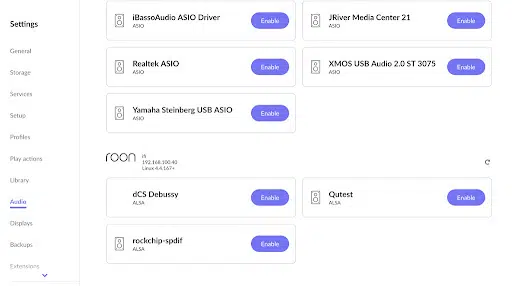 Settings
General
Storage
Services
Setup
Profiles
Play actions
Library
Audio
Displays
Backups
Extensions
iBassoAudio ASIO Driver
ASIO
Enable
JRiver Media Center 21
ASIO
Enable
Realtek ASIO
ASIO
Enable
XMOS USB Audio 2.0 ST 3075
ASIO
Enable
Yamaha Steinberg USB ASIO
ASIO
Enable
roon
192.168.100.40
Linux 4.4.167+
dCS Debussy
ALSA
Enable
Qutest
ALSA
Enable
rockchip-spdif
ALSA
Enable